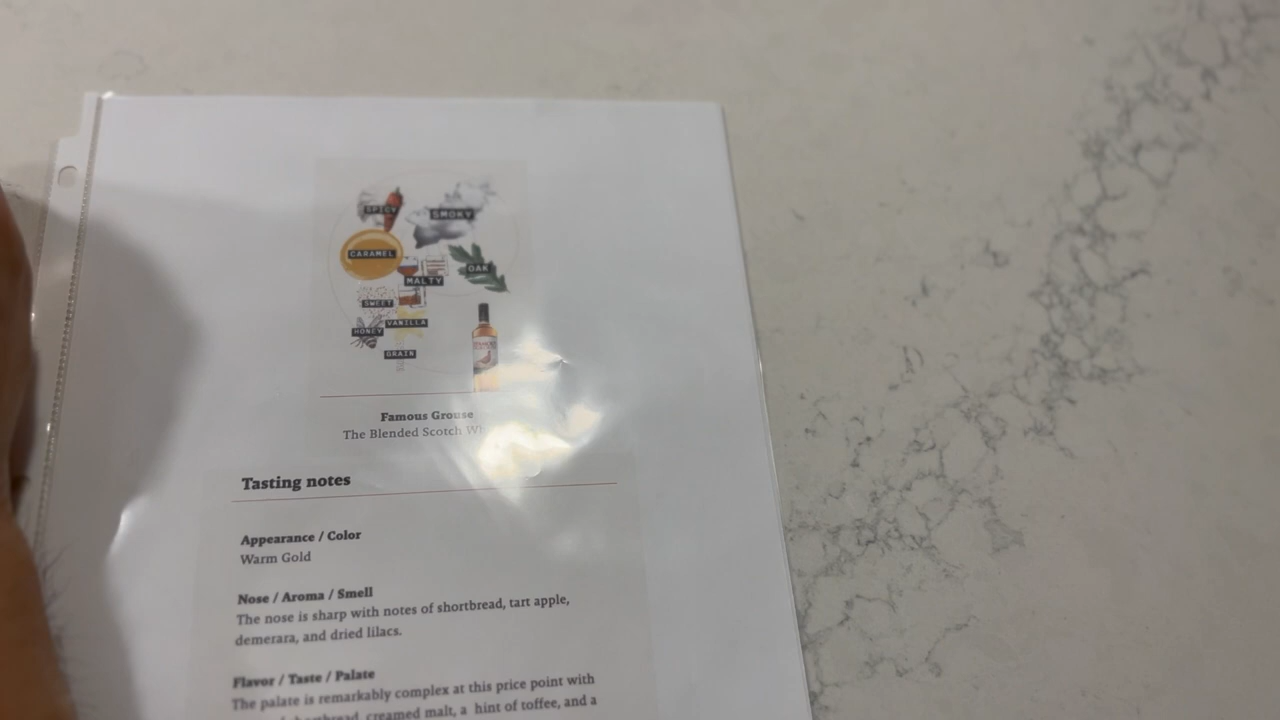 SPICY
SMOKY
CARAMEL
OAK
MALTY
SWEET
VANILLA
HONEY
GRAIN
Famous Grouse
The Blended Scotch
Tasting notes
Appearance / Color
Warm Gold
Nose / Aroma / Smell
The nose is sharp with notes of shortbread, tart apple,
demerara, and dried lilacs.
Flavor / Taste / Palate
The palate is remarkably complex at this price point with
shortbread, creamed malt, a hint of toffee, and a